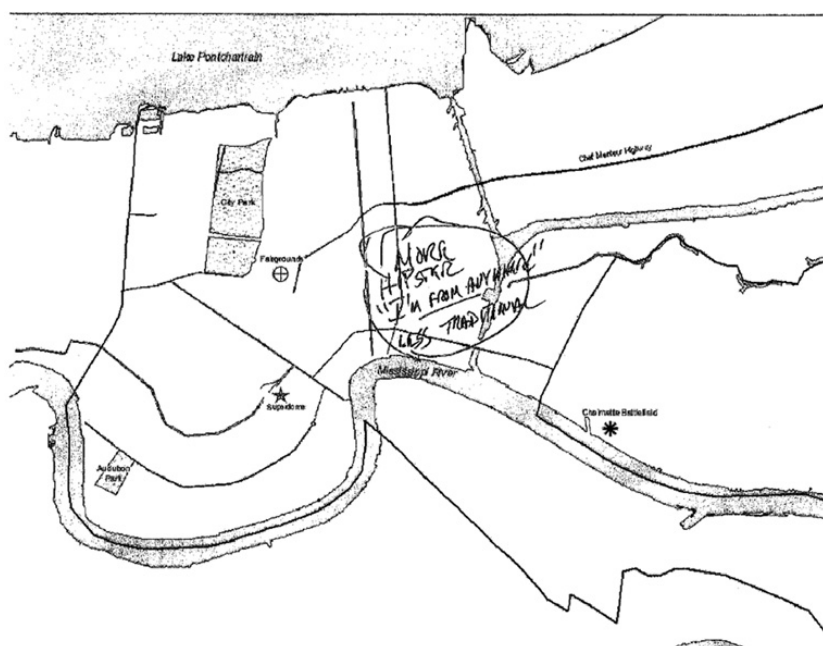 Lake Pontchartrain
Chef Menteur Highway
City Park
Fairgrounds
MORE
HIPSTER
"I'M FROM ANYWHERE"
LESS TRADITIONAL
Mississippi River
Superdome
Chalmette Battlefield
Audubon
Park